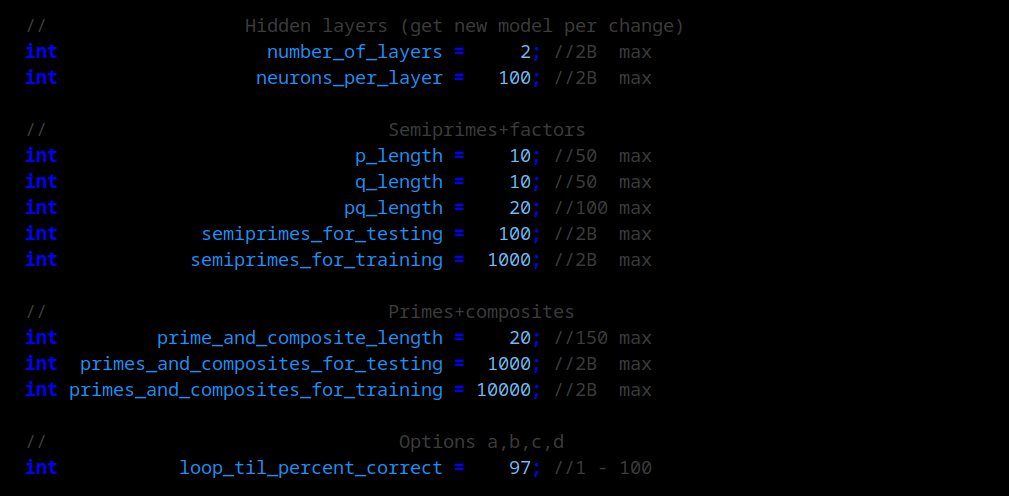 // Hidden layers (get new model per change)
int number_of_layers = 2; //2B max
int neurons_per_layer = 100; //2B max
// Semiprimes+factors
int p_length = 10; //50 max
int q_length = 10; //50 max
int pq_length = 20; //100 max
int semiprimes_for_testing = 100; //2B max
int semiprimes_for_training = 1000; //2B max
// Primes+composites
int prime_and_composite_length = 20; //150 max
int primes_and_composites_for_testing = 1000; //2B max
int primes_and_composites_for_training = 10000; //2B max
// Options a,b,c,d
int loop_til_percent_correct = 97; //1 - 100